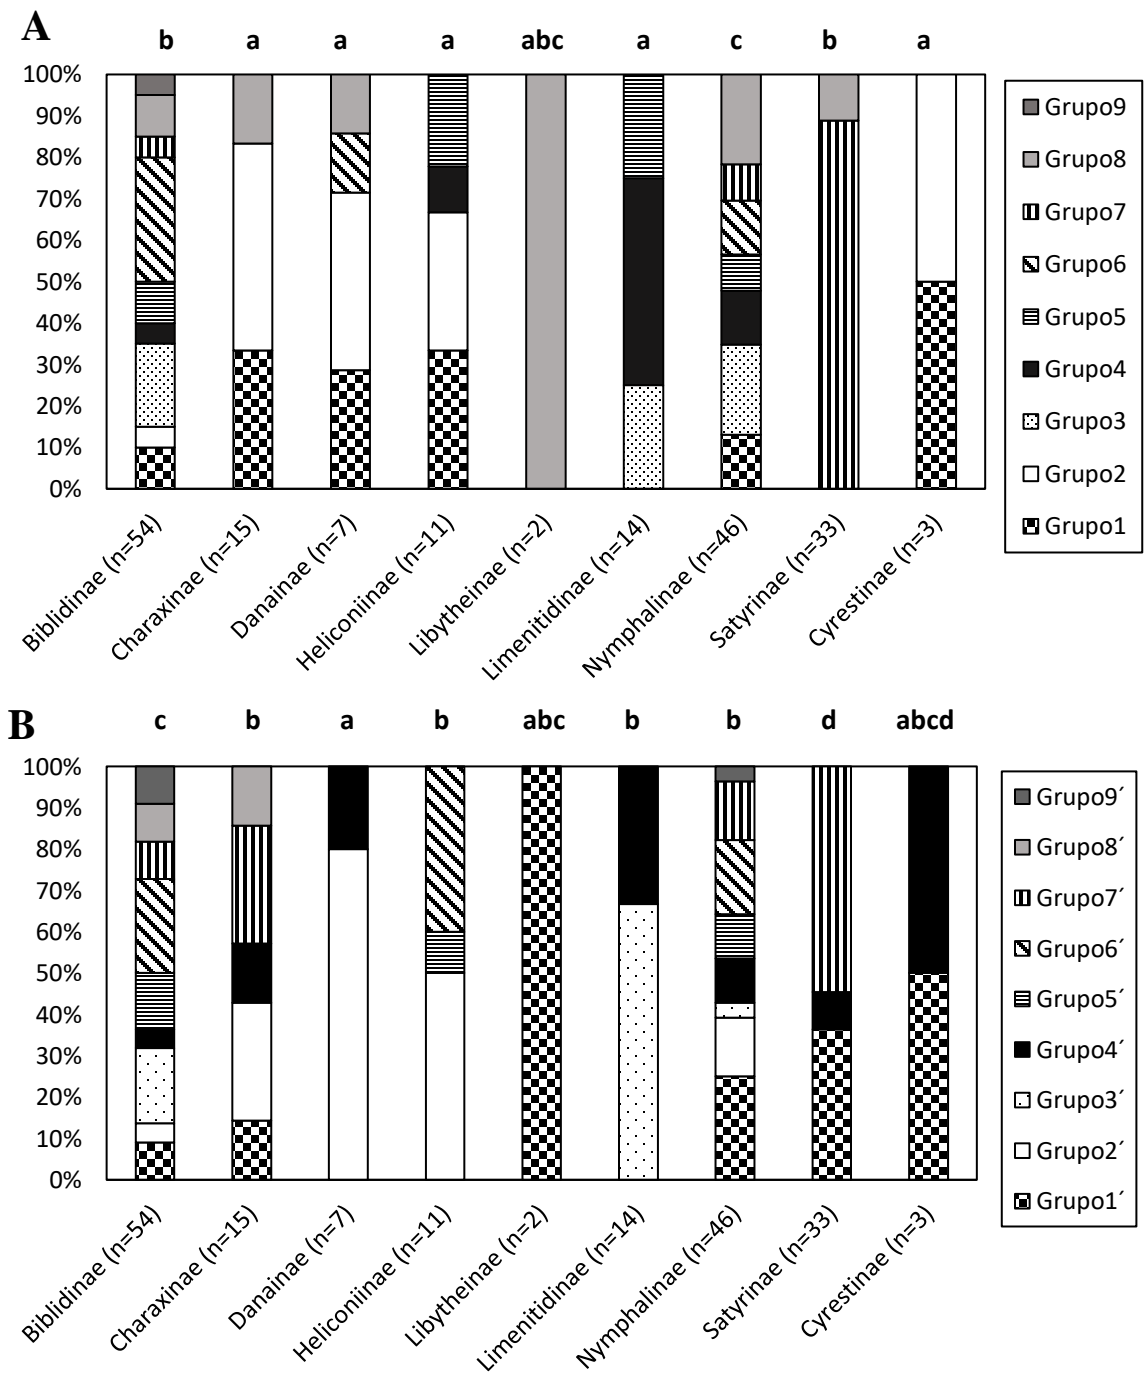 A
b a a a abc a c b a
100%
90%
80%
70%
60%
50%
40%
30%
20%
10%
0%
Biblidinae (n=54)
Charaxinae (n=15)
Danainae (n=7)
Heliconiinae (n=11)
Libytheinae (n=2)
Limenitidinae (n=14)
Nymphalinae (n=46)
Satyrinae (n=33)
Cyrestinae (n=3)
Grupo9
Grupo8
Grupo7
Grupo6
Grupo5
Grupo4
Grupo3
Grupo2
Grupo1
B
c b a b abc b b d abcd
100%
90%
80%
70%
60%
50%
40%
30%
20%
10%
0%
Biblidinae (n=54)
Charaxinae (n=15)
Danainae (n=7)
Heliconiinae (n=11)
Libytheinae (n=2)
Limenitidinae (n=14)
Nymphalinae (n=46)
Satyrinae (n=33)
Cyrestinae (n=3)
Grupo9´
Grupo8´
Grupo7´
Grupo6´
Grupo5´
Grupo4´
Grupo3´
Grupo2´
Grupo1´